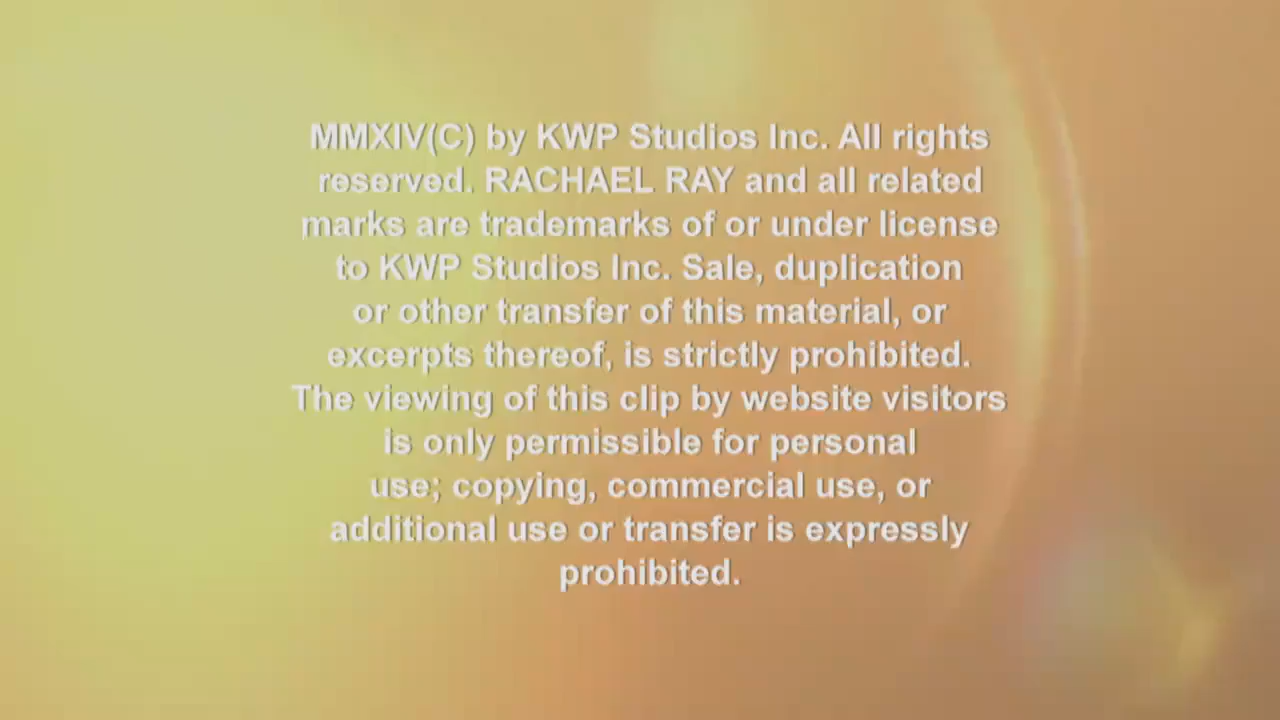 MMXIV(C) by KWP Studios Inc. All rights
reserved. RACHAEL RAY and all related
marks are trademarks of or under license
to KWP Studios Inc. Sale, duplication
or other transfer of this material, or
excerpts thereof, is strictly prohibited.
The viewing of this clip by website visitors
is only permissible for personal
use; copying, commercial use, or
additional use or transfer is expressly
prohibited.